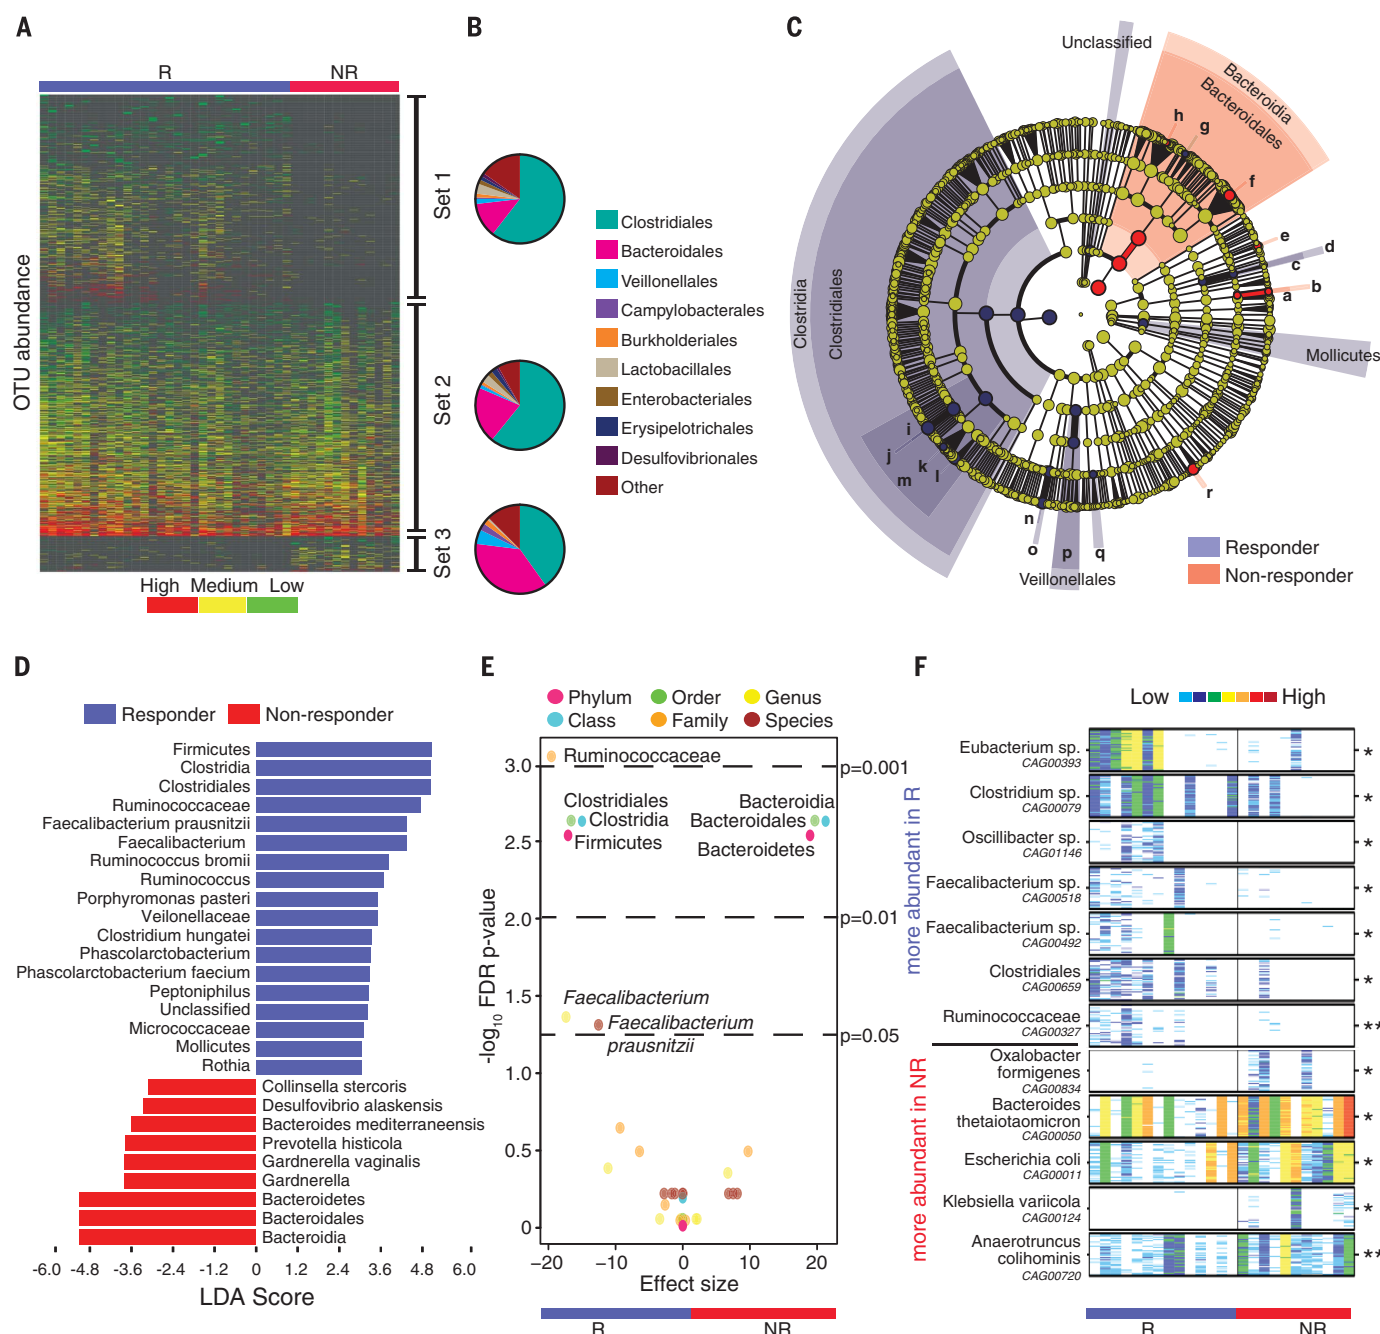 A
R
NR
OTU abundance
Set 1
Set 2
Set 3
High Medium Low
B
Clostridiales
Bacteroidales
Veillonellales
Campylobacterales
Burkholderiales
Lactobacillales
Enterobacteriales
Erysipelotrichales
Desulfovibrionales
Other
C
Unclassified
Bacteroidia
Bacteroidales
h
g
f
e
d
c
b
a
Mollicutes
Clostridia
Clostridiales
i
j
k
l
m
n
o
p
q
r
Veillonellales
Responder
Non-responder
D
Responder
Non-responder
Firmicutes
Clostridia
Clostridiales
Ruminococcaceae
Faecalibacterium prausnitzii
Faecalibacterium
Ruminococcus bromii
Ruminococcus
Porphyromonas pasteri
Veilonellaceae
Clostridium hungatei
Phascolarctobacterium
Phascolarctobacterium faecium
Peptoniphilus
Unclassified
Micrococcaceae
Mollicutes
Rothia
Collinsella stercoris
Desulfovibrio alaskensis
Bacteroides mediterraneensis
Prevotella histicola
Gardnerella vaginalis
Gardnerella
Bacteroidetes
Bacteroidales
Bacteroidia
-6.0 -4.8 -3.6 -2.4 -1.2 0 1.2 2.4 3.6 4.8 6.0
LDA Score
E
Phylum Order Genus
Class Family Species
-log10 FDR p-value
3.0
2.5
2.0
1.5
1.0
0.5
0
Ruminococcaceae
p=0.001
Clostridiales
Clostridia
Firmicutes
Bacteroidia
Bacteroidales
Bacteroidetes
p=0.01
Faecalibacterium
Faecalibacterium
prausnitzii
p=0.05
−20 −10 0 10 20
Effect size
R NR
F
Low High
more abundant in R
more abundant in NR
Eubacterium sp.
CAG00393
*
Clostridium sp.
CAG00079
*
Oscillibacter sp.
CAG01146
*
Faecalibacterium sp.
CAG00518
*
Faecalibacterium sp.
CAG00492
*
Clostridiales
CAG00659
*
Ruminococcaceae
CAG00327
**
Oxalobacter
formigenes
CAG00834
*
Bacteroides
thetaiotaomicron
CAG00050
*
Escherichia coli
CAG00011
*
Klebsiella variicola
CAG00124
*
Anaerotruncus
colihominis
CAG00720
**
R NR